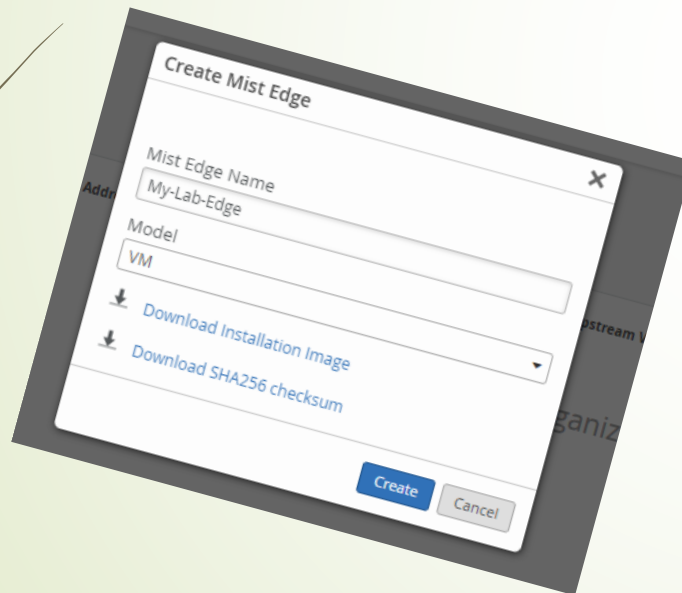 Create Mist Edge
Mist Edge Name
My-Lab-Edge
Model
VM
Download Installation Image
Download SHA256 checksum
Create
Cancel